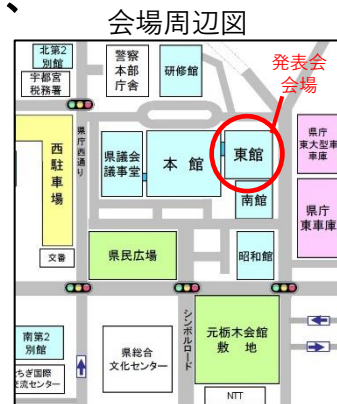 会場周辺図
北第2
別館
宇都宮
税務署
警察
本部
庁舎
研修館
発表会
会場
県庁西通り
西駐車場
県議会
議事堂
本館
東館
南館
県庁
東大型車
車庫
県庁
東車庫
交番
県民広場
昭和館
南第2
別館
ちぎ国際
交流センター
県総合
文化センター
シンボルロード
元栃木会館
敷地
NTT